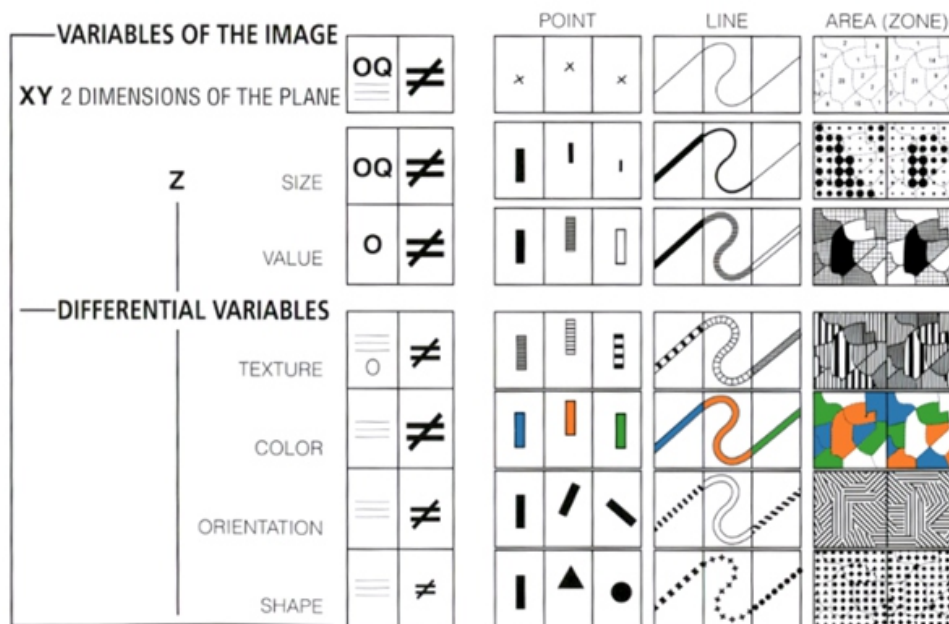 POINT LINE AREA (ZONE)
VARIABLES OF THE IMAGE
XY 2 DIMENSIONS OF THE PLANE OQ ≠
Z SIZE OQ ≠
VALUE O ≠
DIFFERENTIAL VARIABLES
TEXTURE O ≠
COLOR ≠
ORIENTATION ≠
SHAPE ≠